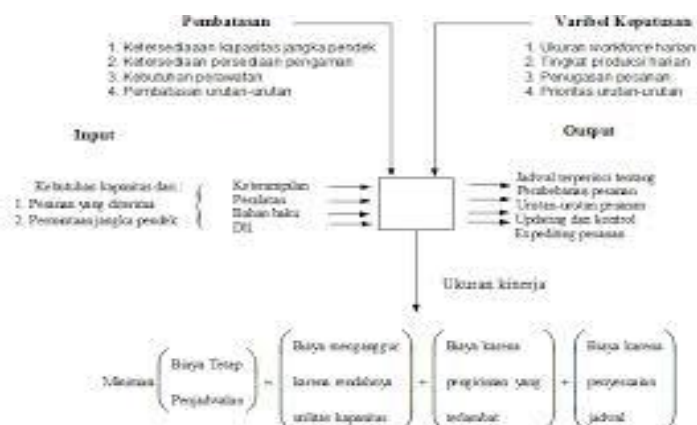 Pembatasan
1. Ketersediaan kapasitas jangka pendek
2. Ketersediaan persediaan pengaman
3. Kebutuhan perawatan
4. Pembatasan urutan-urutan
Varibel Keputusan
1. Ukuran workforce harian
2. Tingkat produksi harian
3. Penugasan pesanan
4. Prioritas urutan-urutan
Input
Kebutuhan kapasitas dari :
1. Pesanan yang diterima
2. Permintaan jangka pendek
Keterampilan
Peralatan
Bahan baku
Dll
Output
Jadwal terperinci tentang
Pembebanan pesanan
Urutan-urutan pesanan
Updating dan kontrol
Expediting pesanan
Ukuran kinerja
Minimasi
Biaya Tetap
Penjadwalan
=
Biaya menganggur
karena rendahnya
utilitas kapasitas
+
Biaya karena
pengiriman yang
terlambat
+
Biaya karena
penyesuaian
jadwal